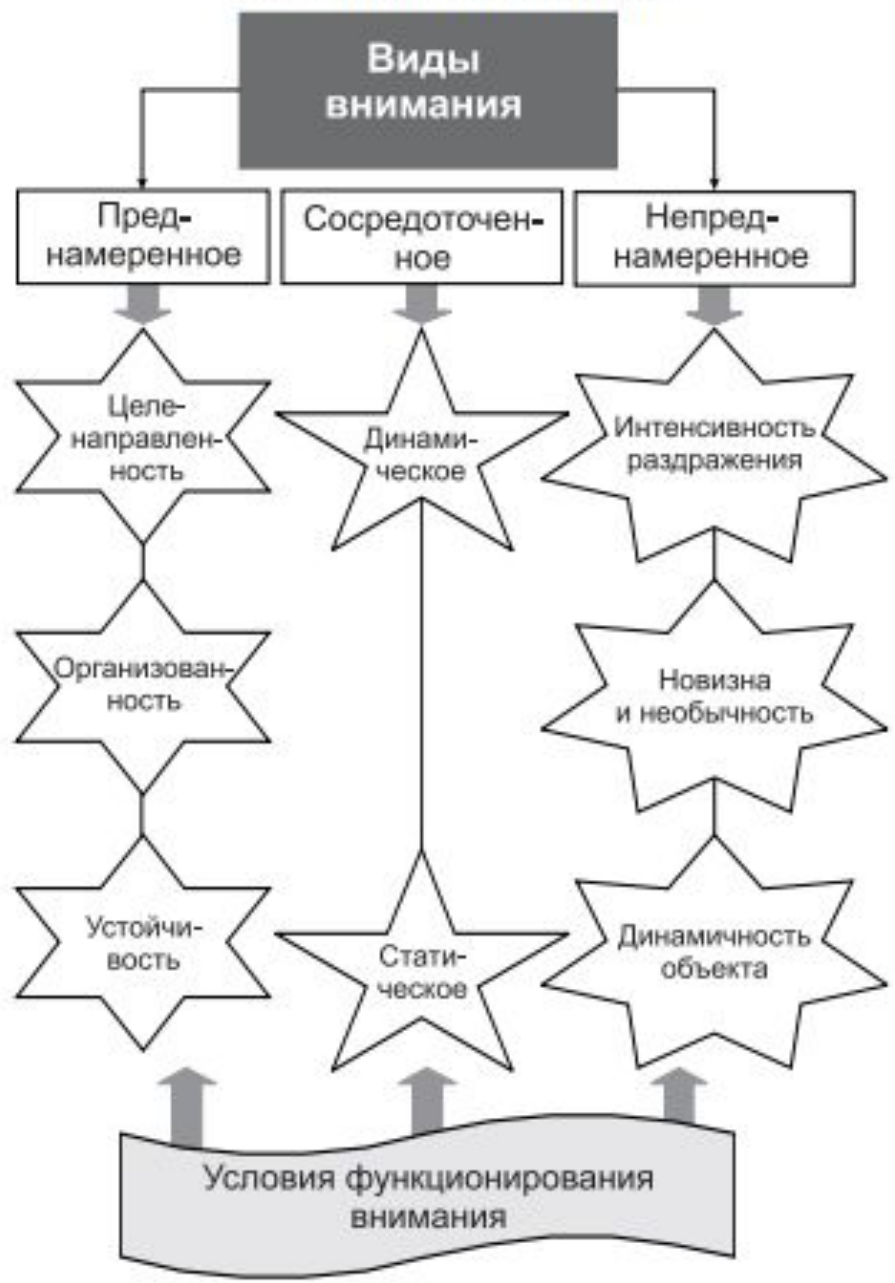 Виды
внимания
Пред-
намеренное
Сосредоточен-
ное
Непред-
намеренное
Целе-
направлен-
ность
Динами-
ческое
Интенсивность
раздражения
Организован-
ность
Новизна
и необычность
Устойчи-
вость
Стати-
ческое
Динамичность
объекта
Условия функционирования
внимания